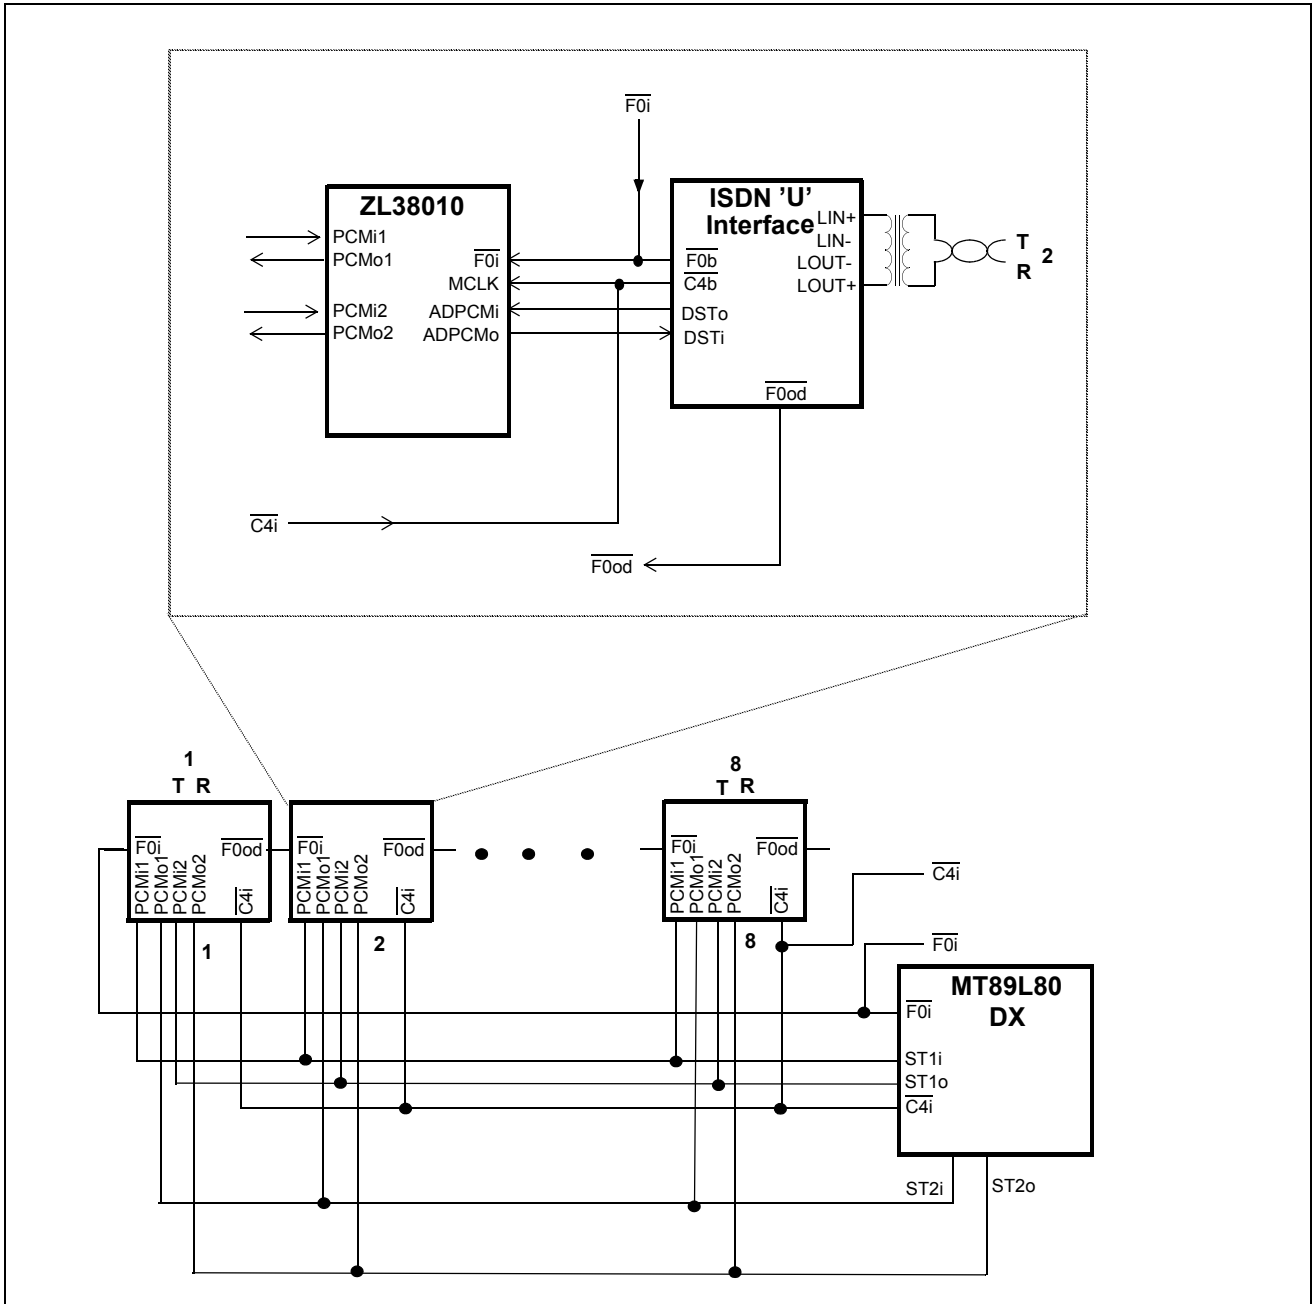 F0i
ZL38010
PCMi1
PCMo1
PCMi2
PCMo2
F0i
MCLK
ADPCMi
ADPCMo
ISDN 'U'
Interface
F0b
C4b
DSTo
DSTi
LIN+
LIN-
LOUT-
LOUT+
F0od
T
R
2
C4i
F0od
1
T R
F0i
F0od
PCMi1
PCMo1
PCMi2
PCMo2
C4i
1
F0i
F0od
PCMi1
PCMo1
PCMi2
PCMo2
C4i
2
8
T R
F0i
F0od
PCMi1
PCMo1
PCMi2
PCMo2
C4i
8
C4i
F0i
MT89L80
DX
F0i
ST1i
ST1o
C4i
ST2i
ST2o